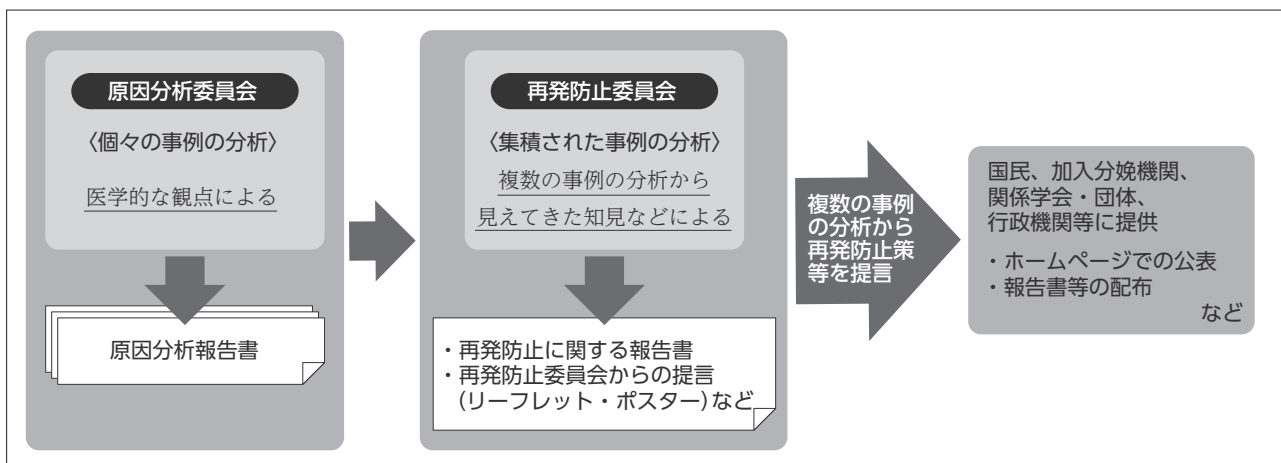 原因分析委員会
〈個々の事例の分析〉
医学的な観点による
原因分析報告書
再発防止委員会
〈集積された事例の分析〉
複数の事例の分析から
見えてきた知見などによる
・再発防止に関する報告書
・再発防止委員会からの提言
(リーフレット・ポスター)など
複数の事例
の分析から
再発防止策
等を提言
国民、加入分娩機関、
関係学会・団体、
行政機関等に提供
・ホームページでの公表
・報告書等の配布
など